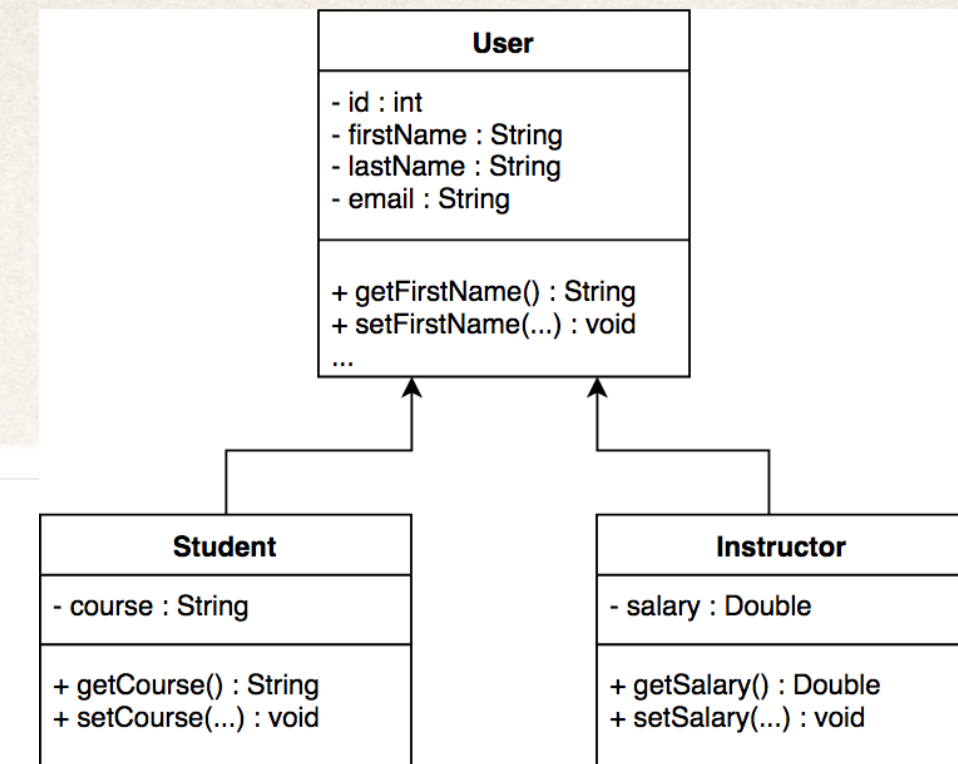 User
- id : int
- firstName : String
- lastName : String
- email : String
+ getFirstName() : String
+ setFirstName(...) : void
...
Student
- course : String
+ getCourse() : String
+ setCourse(...) : void
Instructor
- salary : Double
+ getSalary() : Double
+ setSalary(...) : void